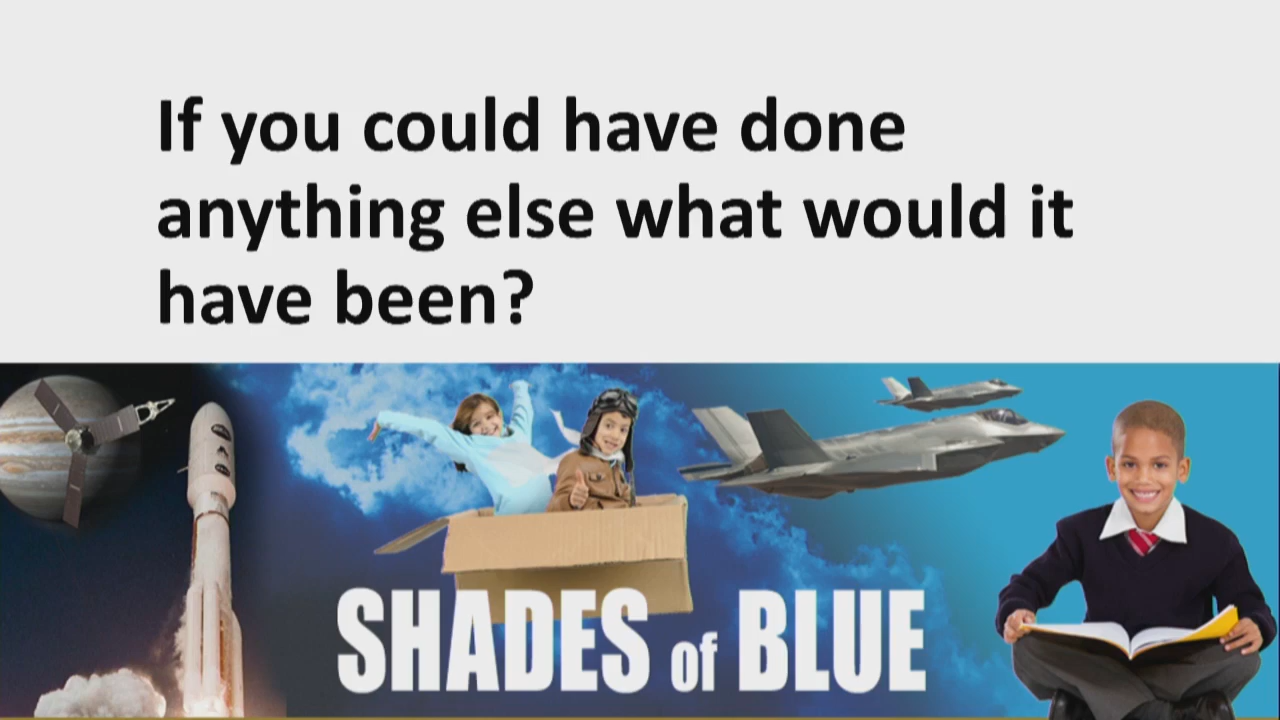 If you could have done
anything else what would it
have been?
SHADES of BLUE